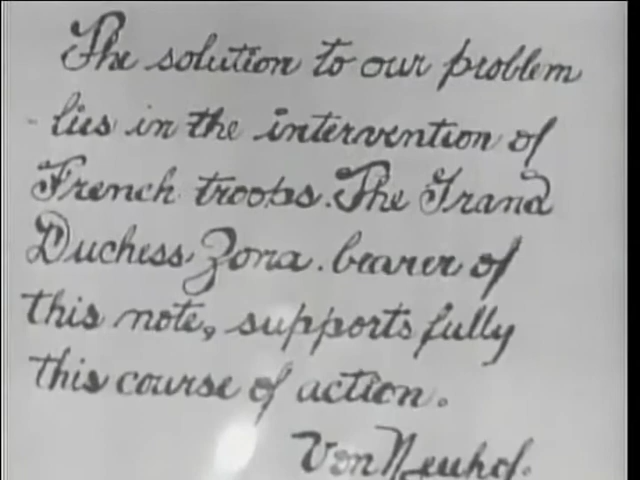 The solution to our problem
lies in the intervention of
French troops. The Grand
Duchess Zona. bearer of
this note, supports fully
this course of action.
Von Neuhof.